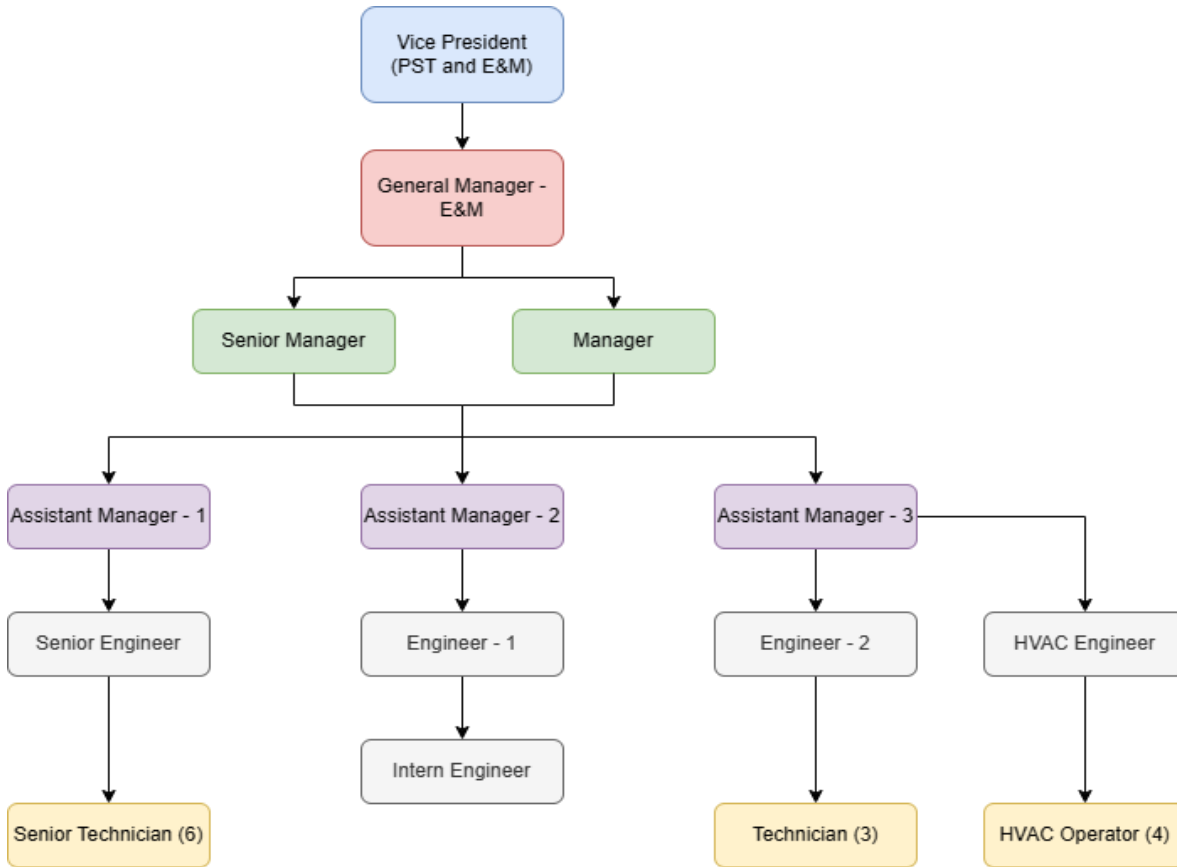 Vice President
(PST and E&M)
General Manager -
E&M
Senior Manager
Manager
Assistant Manager - 1
Assistant Manager - 2
Assistant Manager - 3
Senior Engineer
Engineer - 1
Engineer - 2
HVAC Engineer
Intern Engineer
Senior Technician (6)
Technician (3)
HVAC Operator (4)